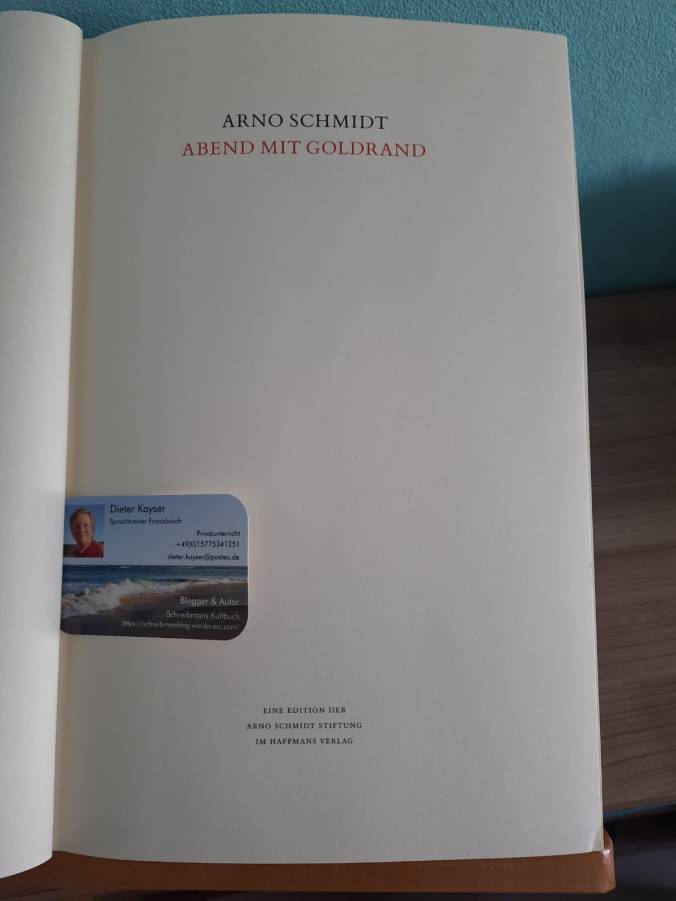 ARNO SCHMIDT
ABEND MIT GOLDRAND
Dieter Kayser
Sprachtrainer Französisch
Privatunterricht
+49(0)15775341251
dieter.kayser@posteo.de
Blogger & Autor
Schreibmans Kultbuch
https://schreibmanblog.wordpress.com/
EINE EDITION DER
ARNO SCHMIDT STIFTUNG
IM HAFFMANS VERLAG